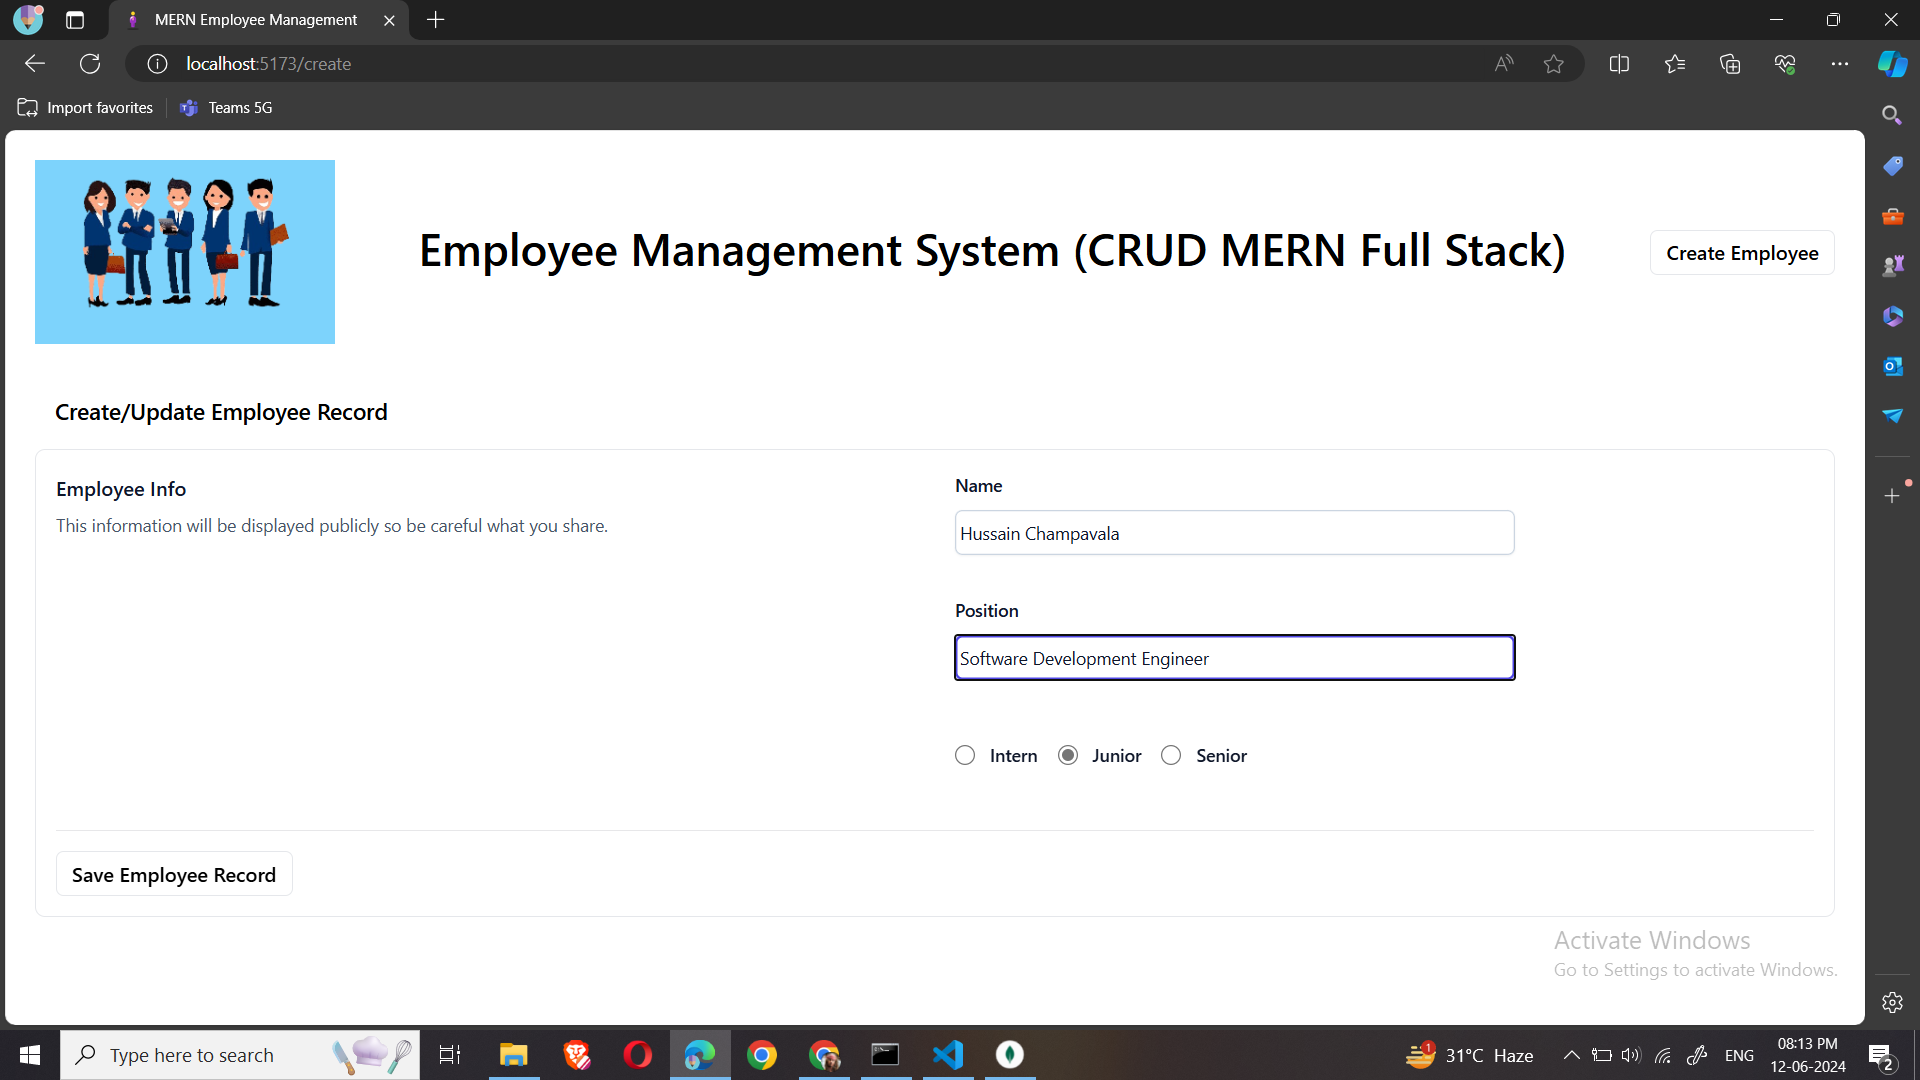 MERN Employee Management
localhost:5173/create
Import favorites
Teams 5G
Employee Management System (CRUD MERN Full Stack)
Create Employee
Create/Update Employee Record
Employee Info
This information will be displayed publicly so be careful what you share.
Name
Hussain Champavala
Position
Software Development Engineer
Intern
Junior
Senior
Save Employee Record
Activate Windows
Go to Settings to activate Windows.
Type here to search
1
31°C Haze
ENG
08:13 PM
12-06-2024
2